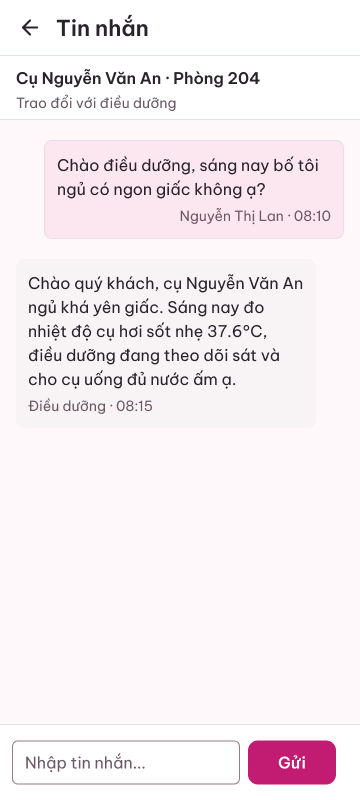 Tin nhắn
Cụ Nguyễn Văn An · Phòng 204
Trao đổi với điều dưỡng
Chào điều dưỡng, sáng nay bố tôi
ngủ có ngon giấc không ạ?
Nguyễn Thị Lan · 08:10
Chào quý khách, cụ Nguyễn Văn An
ngủ khá yên giấc. Sáng nay đo
nhiệt độ cụ hơi sốt nhẹ 37.6°C,
điều dưỡng đang theo dõi sát và
cho cụ uống đủ nước ấm ạ.
Điều dưỡng · 08:15
Nhập tin nhắn...
Gửi